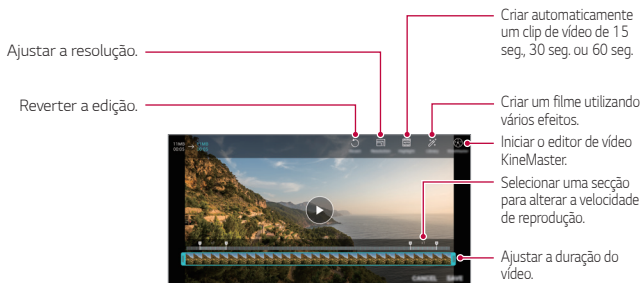 Criar automaticamente
um clip de vídeo de 15
seg., 30 seg. ou 60 seg.
Ajustar a resolução.
Reverter a edição.
Criar um filme utilizando
vários efeitos.
Iniciar o editor de vídeo
KineMaster.
Selecionar uma secção
para alterar a velocidade
de reprodução.
Ajustar a duração do
vídeo.
CANCEL SAVE